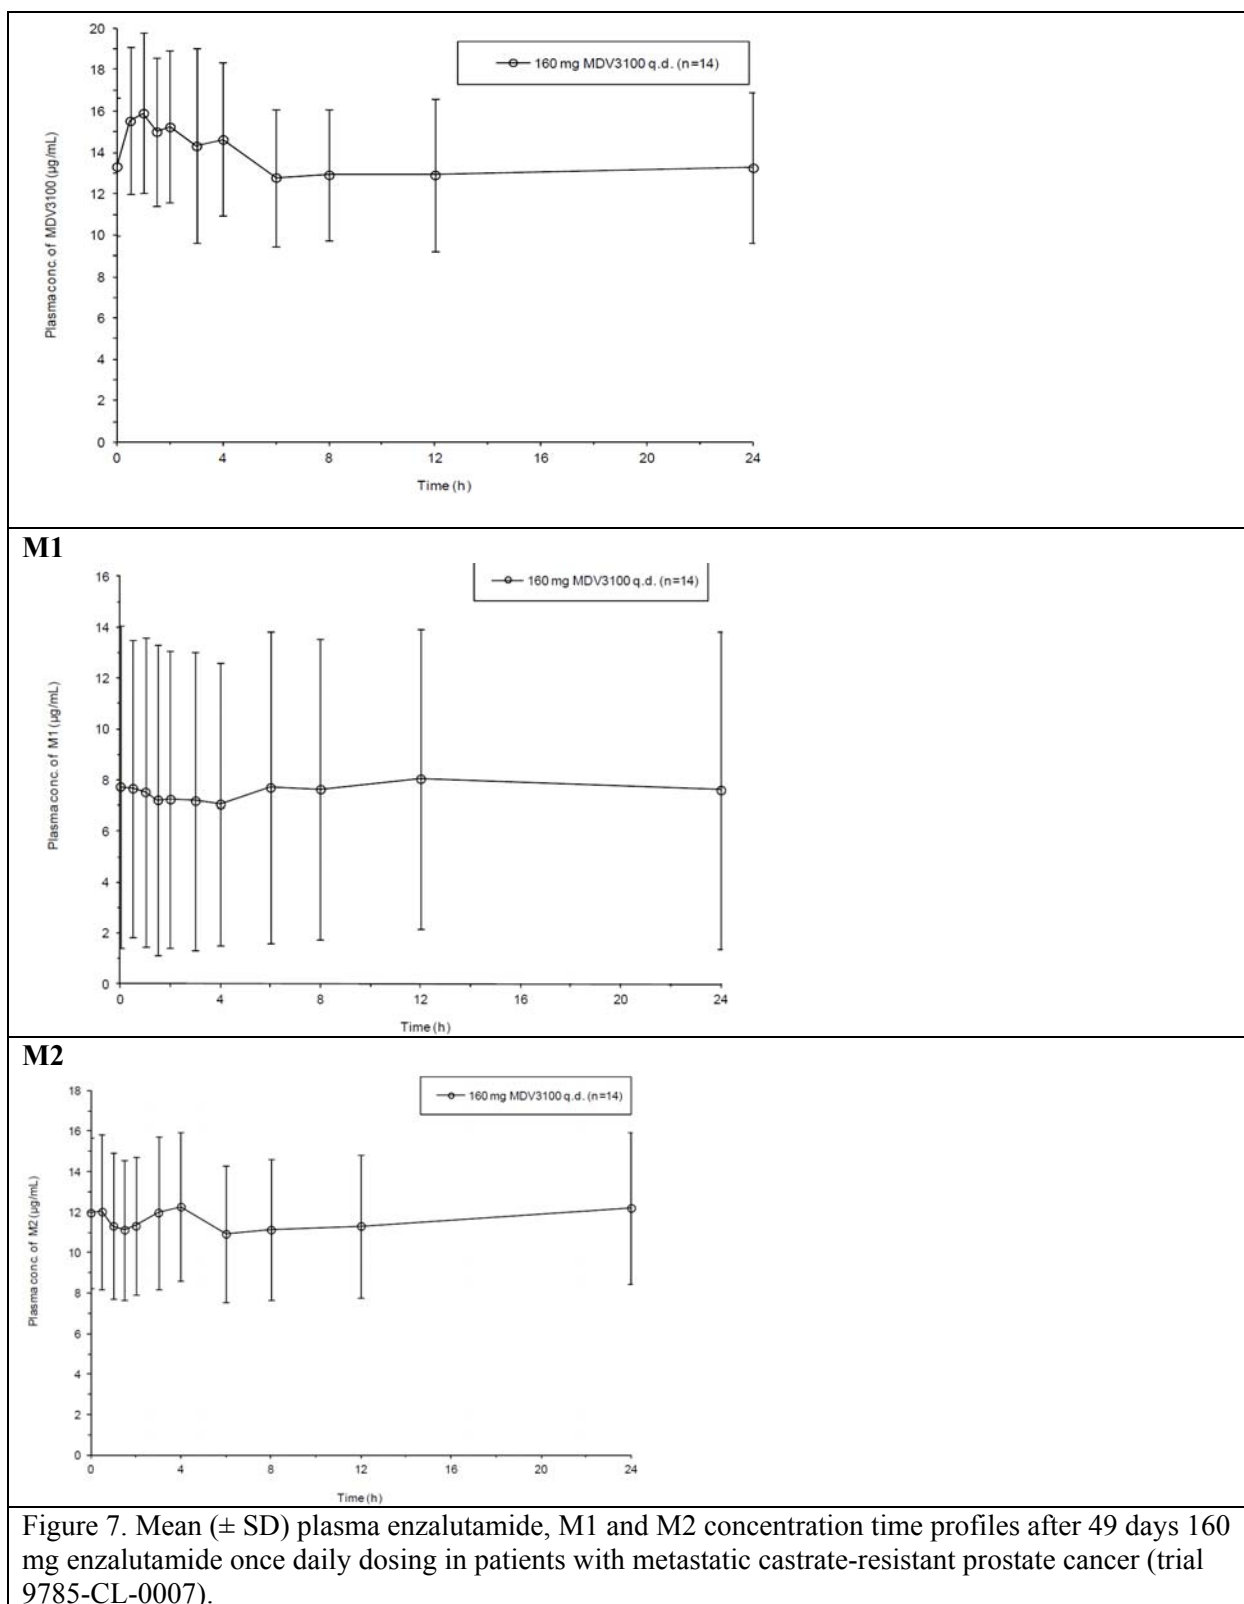 20
18
16
14
12
10
8
6
4
2
0
Plasma conc. of MDV3100 (µg/mL)
160 mg MDV3100 q.d. (n=14)
0 4 8 12 16 20 24
Time (h)
M1
16
14
12
10
8
6
4
2
0
Plasma conc. of M1 (µg/mL)
160 mg MDV3100 q.d. (n=14)
0 4 8 12 16 20 24
Time (h)
M2
18
16
14
12
10
8
6
4
2
0
Plasma conc. of M2 (µg/mL)
160 mg MDV3100 q.d. (n=14)
0 4 8 12 16 20 24
Time (h)
Figure 7. Mean (± SD) plasma enzalutamide, M1 and M2 concentration time profiles after 49 days 160
mg enzalutamide once daily dosing in patients with metastatic castrate-resistant prostate cancer (trial
9785-CL-0007).